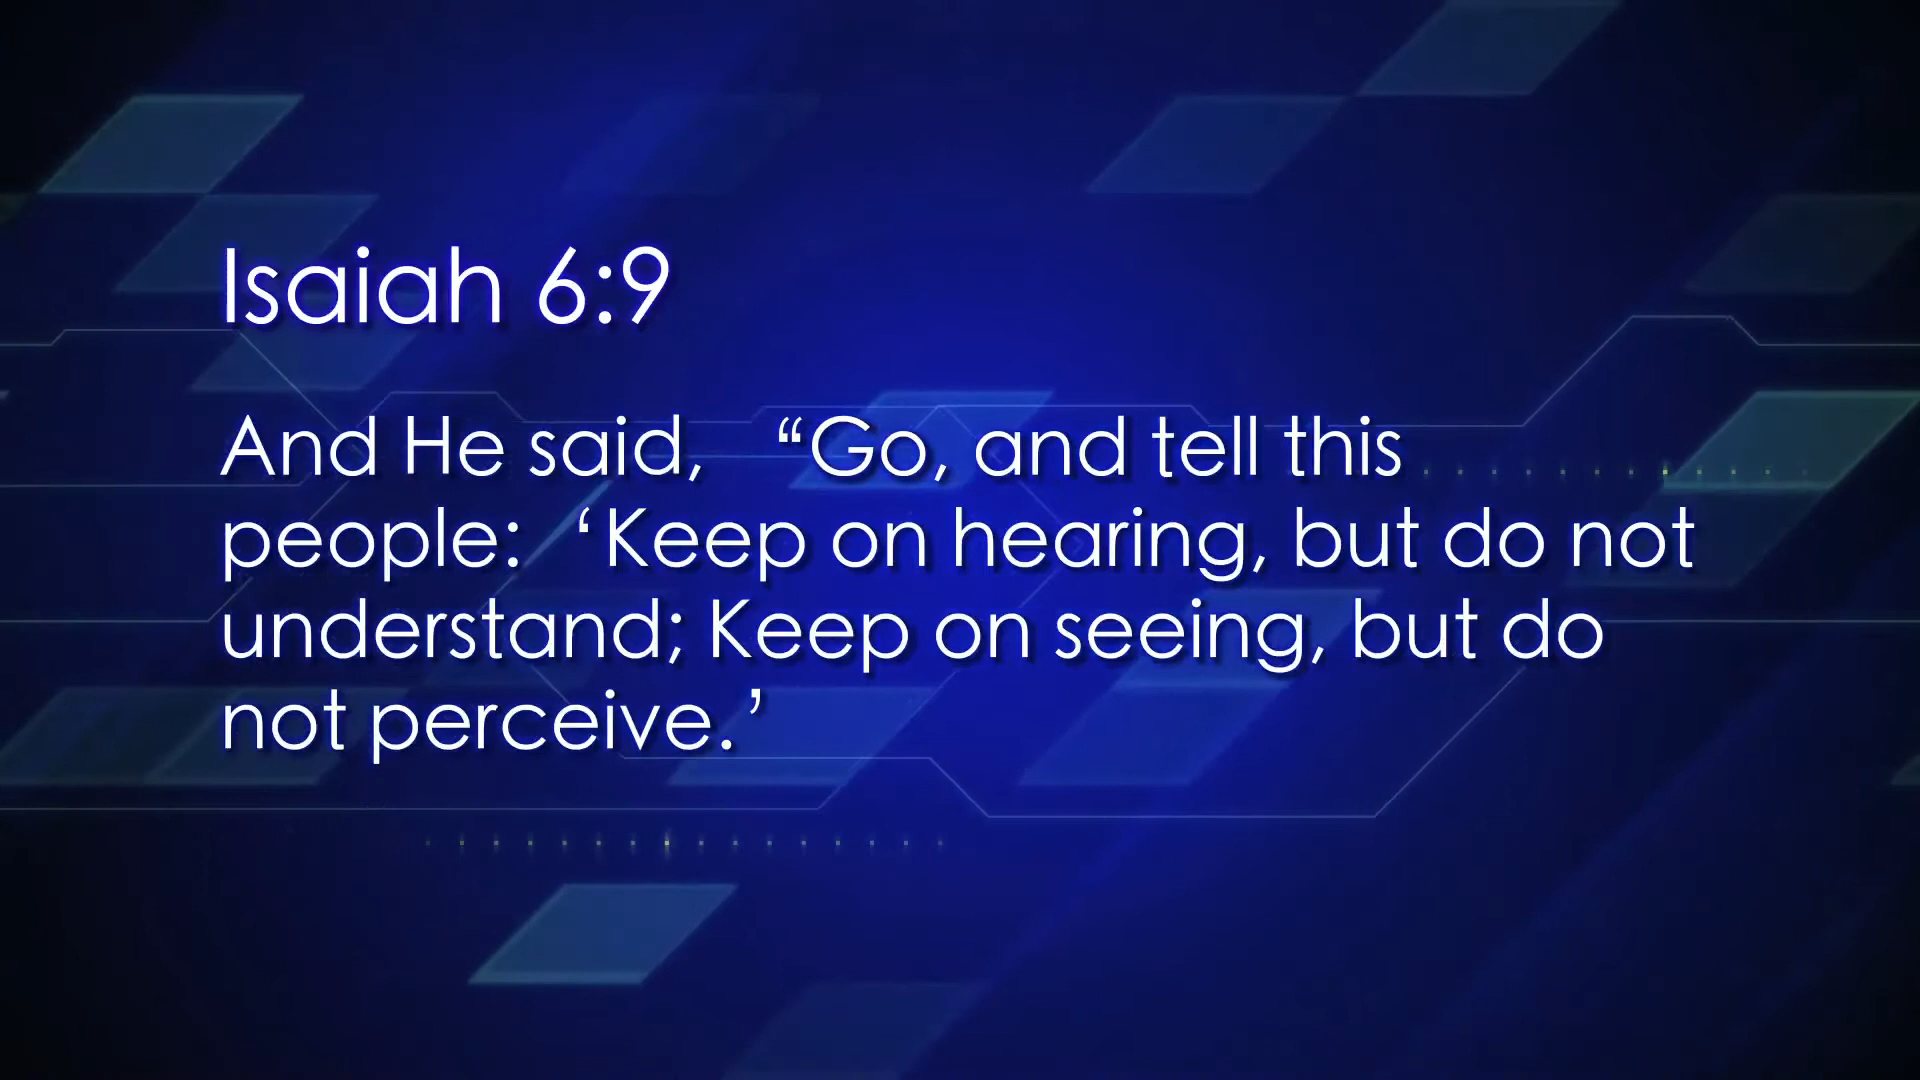 Isaiah 6:9
And He said,   “Go, and tell this
people:   ‘Keep on hearing, but do not
understand; Keep on seeing, but do
not perceive.’